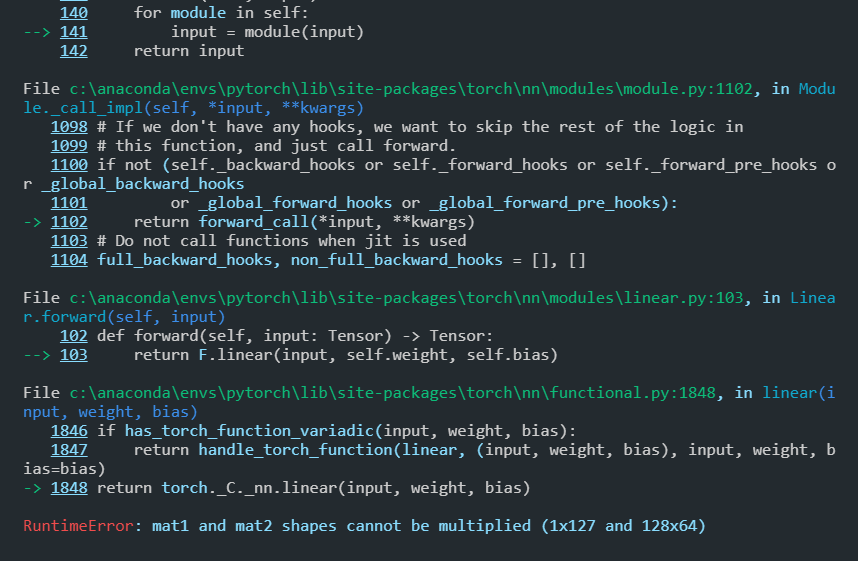 140     for module in self:
--> 141         input = module(input)
142     return input
File c:\anaconda\envs\pytorch\lib\site-packages\torch\nn\modules\module.py:1102, in Modu
le._call_impl(self, *input, **kwargs)
1098 # If we don't have any hooks, we want to skip the rest of the logic in
1099 # this function, and just call forward.
1100 if not (self._backward_hooks or self._forward_hooks or self._forward_pre_hooks o
r _global_backward_hooks
1101         or _global_forward_hooks or _global_forward_pre_hooks):
-> 1102     return forward_call(*input, **kwargs)
1103 # Do not call functions when jit is used
1104 full_backward_hooks, non_full_backward_hooks = [], []
File c:\anaconda\envs\pytorch\lib\site-packages\torch\nn\modules\linear.py:103, in Linea
r.forward(self, input)
102 def forward(self, input: Tensor) -> Tensor:
--> 103     return F.linear(input, self.weight, self.bias)
File c:\anaconda\envs\pytorch\lib\site-packages\torch\nn\functional.py:1848, in linear(i
nput, weight, bias)
1846 if has_torch_function_variadic(input, weight, bias):
1847     return handle_torch_function(linear, (input, weight, bias), input, weight, b
ias=bias)
-> 1848 return torch._C._nn.linear(input, weight, bias)
RuntimeError: mat1 and mat2 shapes cannot be multiplied (1x127 and 128x64)